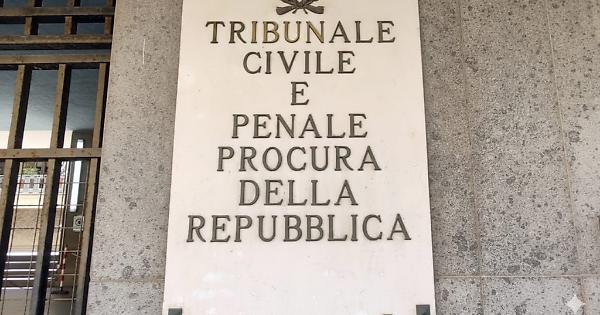 TRIBUNALE
CIVILE
E
PENALE
PROCURA
DELLA
REPUBBLICA